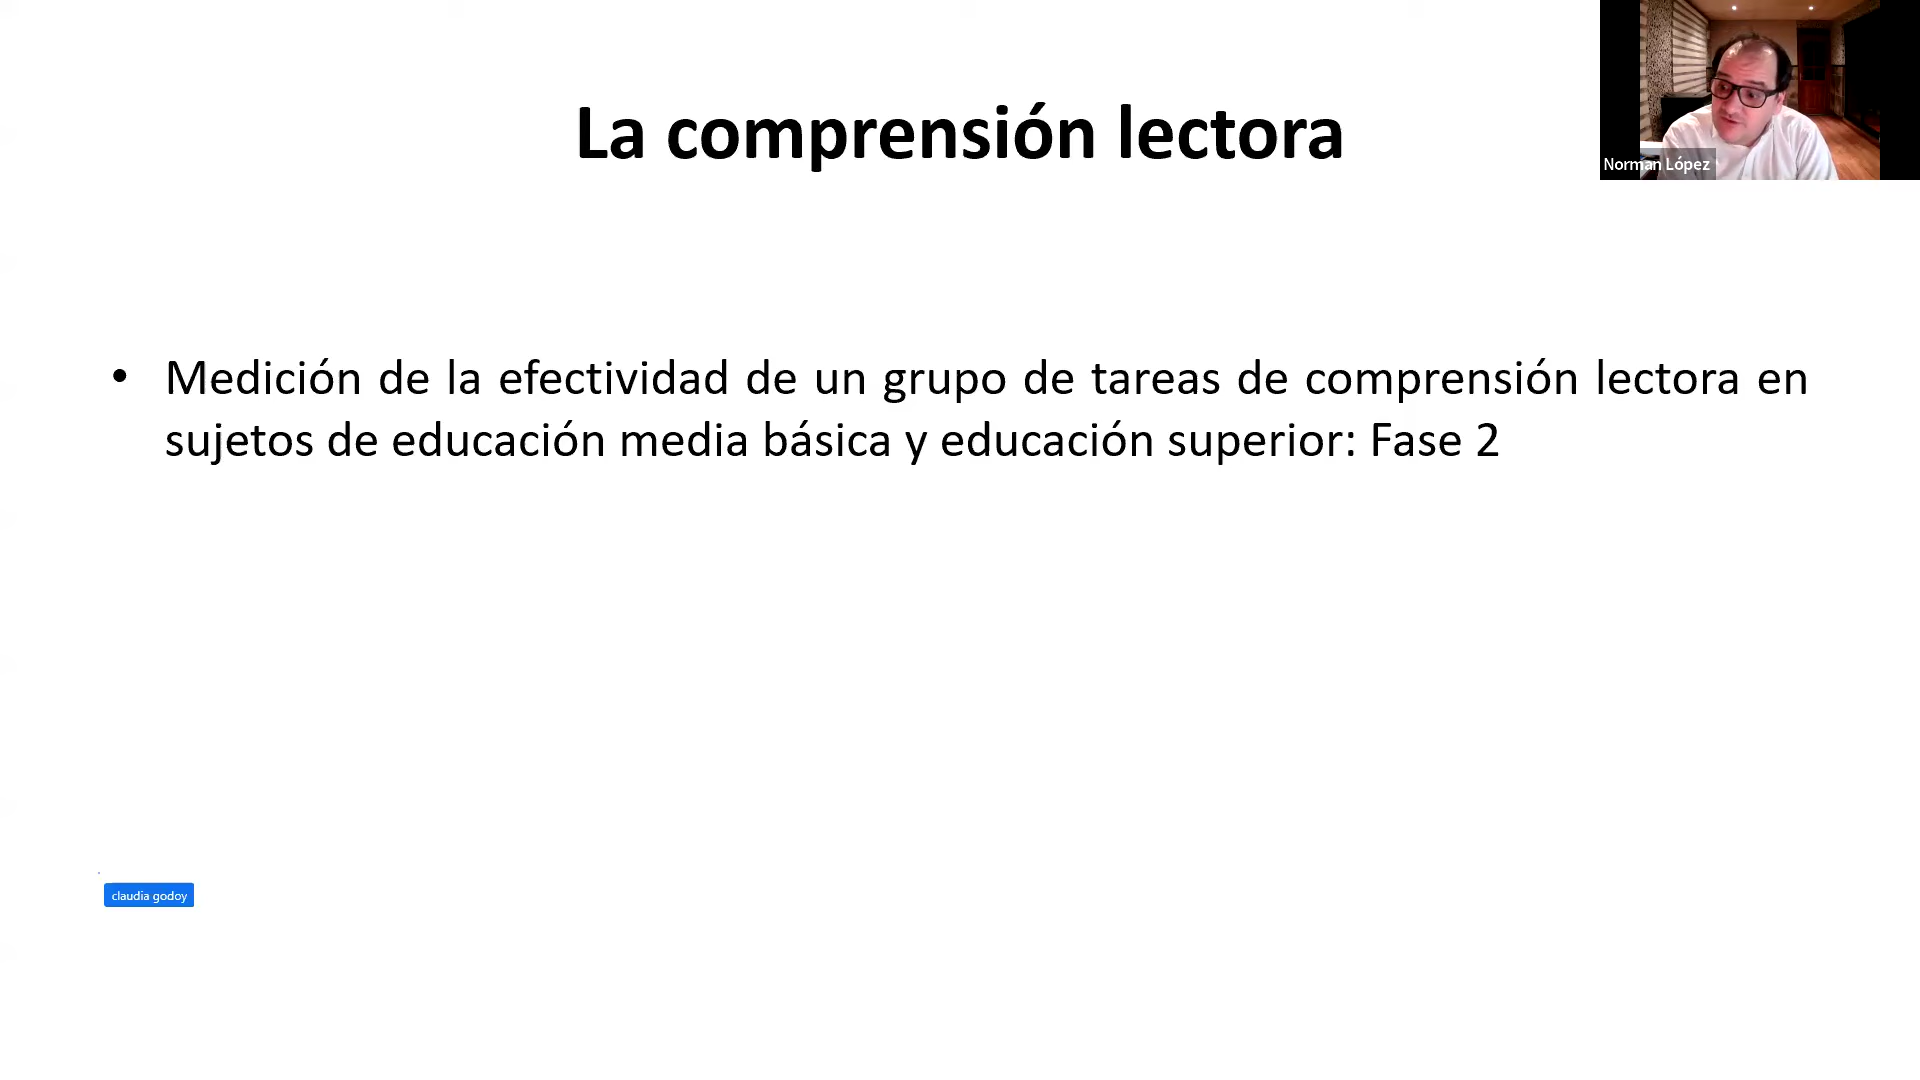 La comprensión lectora
Norman López
• Medición de la efectividad de un grupo de tareas de comprensión lectora en
sujetos de educación media básica y educación superior: Fase 2
claudia godoy